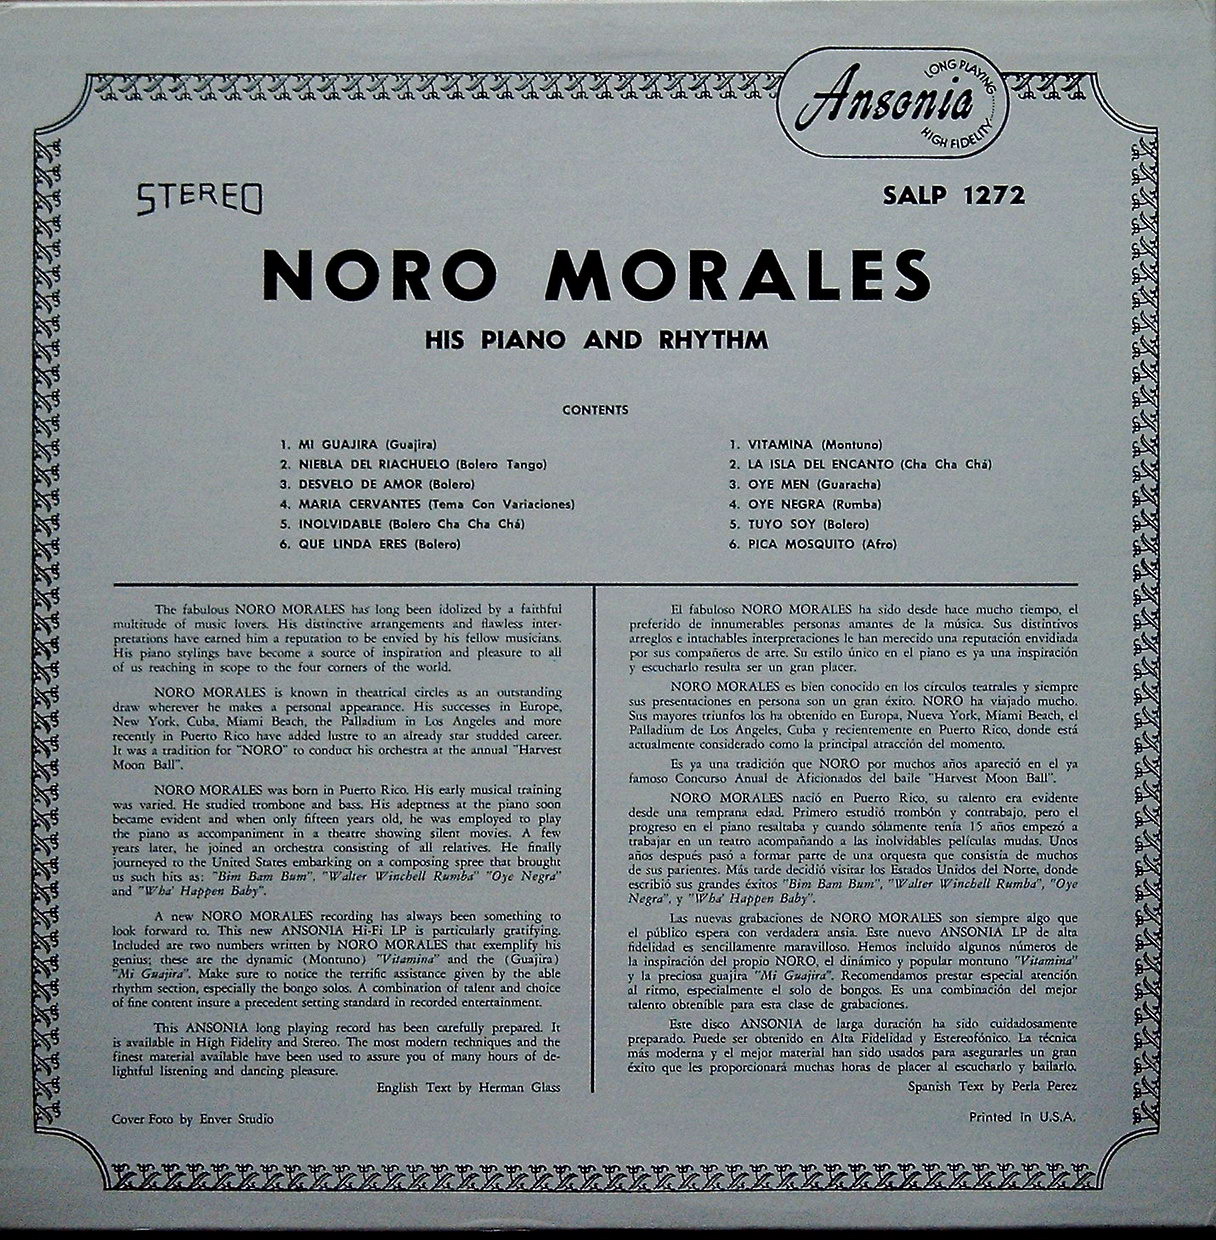 Ansonia
LONG PLAYING
HIGH FIDELITY
STEREO
SALP 1272
NORO MORALES
HIS PIANO AND RHYTHM
CONTENTS
1. MI GUAJIRA (Guajira)
2. NIEBLA DEL RIACHUELO (Bolero Tango)
3. DESVELO DE AMOR (Bolero)
4. MARIA CERVANTES (Tema Con Variaciones)
5. INOLVIDABLE (Bolero Cha Cha Chá)
6. QUE LINDA ERES (Bolero)
1. VITAMINA (Montuno)
2. LA ISLA DEL ENCANTO (Cha Cha Chá)
3. OYE MEN (Guaracha)
4. OYE NEGRA (Rumba)
5. TUYO SOY (Bolero)
6. PICA MOSQUITO (Afro)
The fabulous NORO MORALES has long been idolized by a faithful
multitude of music lovers. His distinctive arrangements and flawless inter-
pretations have earned him a reputation to be envied by his fellow musicians.
His piano stylings have become a source of inspiration and pleasure to all
of us reaching in scope to the four corners of the world.
NORO MORALES is known in theatrical circles as an outstanding
draw wherever he makes a personal appearance. His successes in Europe,
New York, Cuba, Miami Beach, the Palladium in Los Angeles and more
recently in Puerto Rico have added lustre to an already star studded career.
It was a tradition for "NORO" to conduct his orchestra at the annual "Harvest
Moon Ball".
NORO MORALES was born in Puerto Rico. His early musical training
was varied. He studied trombone and bass. His adeptness at the piano soon
became evident and when only fifteen years old, he was employed to play
the piano as accompaniment in a theatre showing silent movies. A few
years later, he joined an orchestra consisting of all relatives. He finally
journeyed to the United States embarking on a composing spree that brought
us such hits as: "Bim Bam Bum", "Walter Winchell Rumba" "Oye Negra"
and "Wha' Happen Baby".
A new NORO MORALES recording has always been something to
look forward to. This new ANSONIA Hi-Fi LP is particularly gratifying.
Included are two numbers written by NORO MORALES that exemplify his
genius; these are the dynamic (Montuno) "Vitamina" and the (Guajira)
"Mi Guajira". Make sure to notice the terrific assistance given by the able
rhythm section, especially the bongo solos. A combination of talent and choice
of fine content insure a precedent setting standard in recorded entertainment.
This ANSONIA long playing record has been carefully prepared. It
is available in High Fidelity and Stereo. The most modern techniques and the
finest material available have been used to assure you of many hours of de-
lightful listening and dancing pleasure.
English Text by Herman Glass
Cover Foto by Enver Studio
El fabuloso NORO MORALES ha sido desde hace mucho tiempo, el
preferido de innumerables personas amantes de la música. Sus distintivos
arreglos e intachables interpretaciones le han merecido una reputación envidiada
por sus compañeros de arte. Su estilo único en el piano es ya una inspiración
y escucharlo resulta ser un gran placer.
NORO MORALES es bien conocido en los círculos teatrales y siempre
sus presentaciones en persona son un gran éxito. NORO ha viajado mucho.
Sus mayores triunfos los ha obtenido en Europa, Nueva York, Miami Beach, el
Palladium de Los Angeles, Cuba y recientemente en Puerto Rico, donde está
actualmente considerado como la principal atracción del momento.
Es ya una tradición que NORO por muchos años apareció en el ya
famoso Concurso Anual de Aficionados del baile "Harvest Moon Ball".
NORO MORALES nació en Puerto Rico, su talento era evidente
desde una temprana edad. Primero estudió trombón y contrabajo, pero el
progreso en el piano resaltaba y cuando sólamente tenía 15 años empezó a
trabajar en un teatro acompañando a las inolvidables películas mudas. Unos
años después pasó a formar parte de una orquesta que consistía de muchos
de sus parientes. Más tarde decidió visitar los Estados Unidos del Norte, donde
escribió sus grandes éxitos "Bim Bam Bum", "Walter Winchell Rumba", "Oye
Negra", y "Wha' Happen Baby".
Las nuevas grabaciones de NORO MORALES son siempre algo que
el público espera con verdadera ansia. Este nuevo ANSONIA LP de alta
fidelidad es sencillamente maravilloso. Hemos incluído algunos números de
la inspiración del propio NORO, el dinámico y popular montuno "Vitamina"
y la preciosa guajira "Mi Guajira". Recomendamos prestar especial atención
al ritmo, especialmente el solo de bongos. Es una combinación del mejor
talento obtenible para esta clase de grabaciones.
Este disco ANSONIA de larga duración ha sido cuidadosamente
preparado. Puede ser obtenido en Alta Fidelidad y Estereofónico. La técnica
más moderna y el mejor material han sido usados para asegurarles un gran
éxito que les proporcionará muchas horas de placer al escucharlo y bailarlo.
Spanish Text by Perla Perez
Printed in U.S.A.